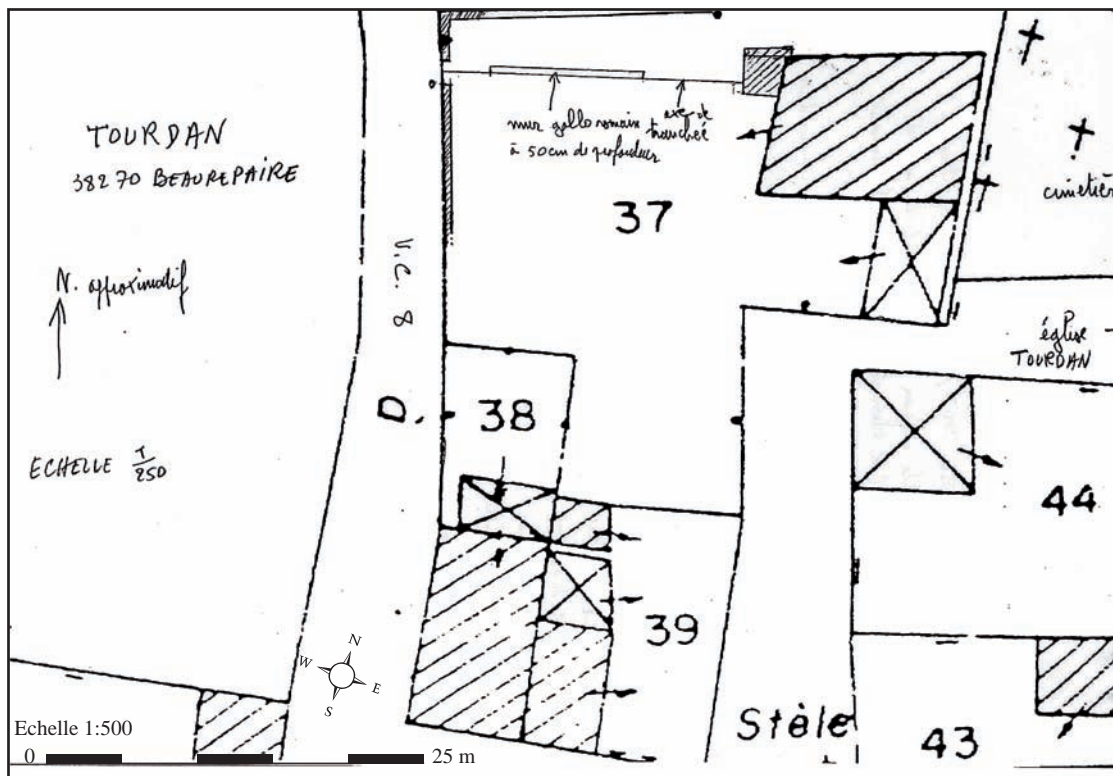 axe de
mur gallo romain tranchée
à 50cm de profondeur
TOURDAN
38270 BEAUREPAIRE
37
cimetièr
N. approximatif
V.C. 8
église
TOURDAN
D.
38
ECHELLE 1/250
44
39
N
W
E
S
Stèle
43
Echelle 1:500
0
25 m